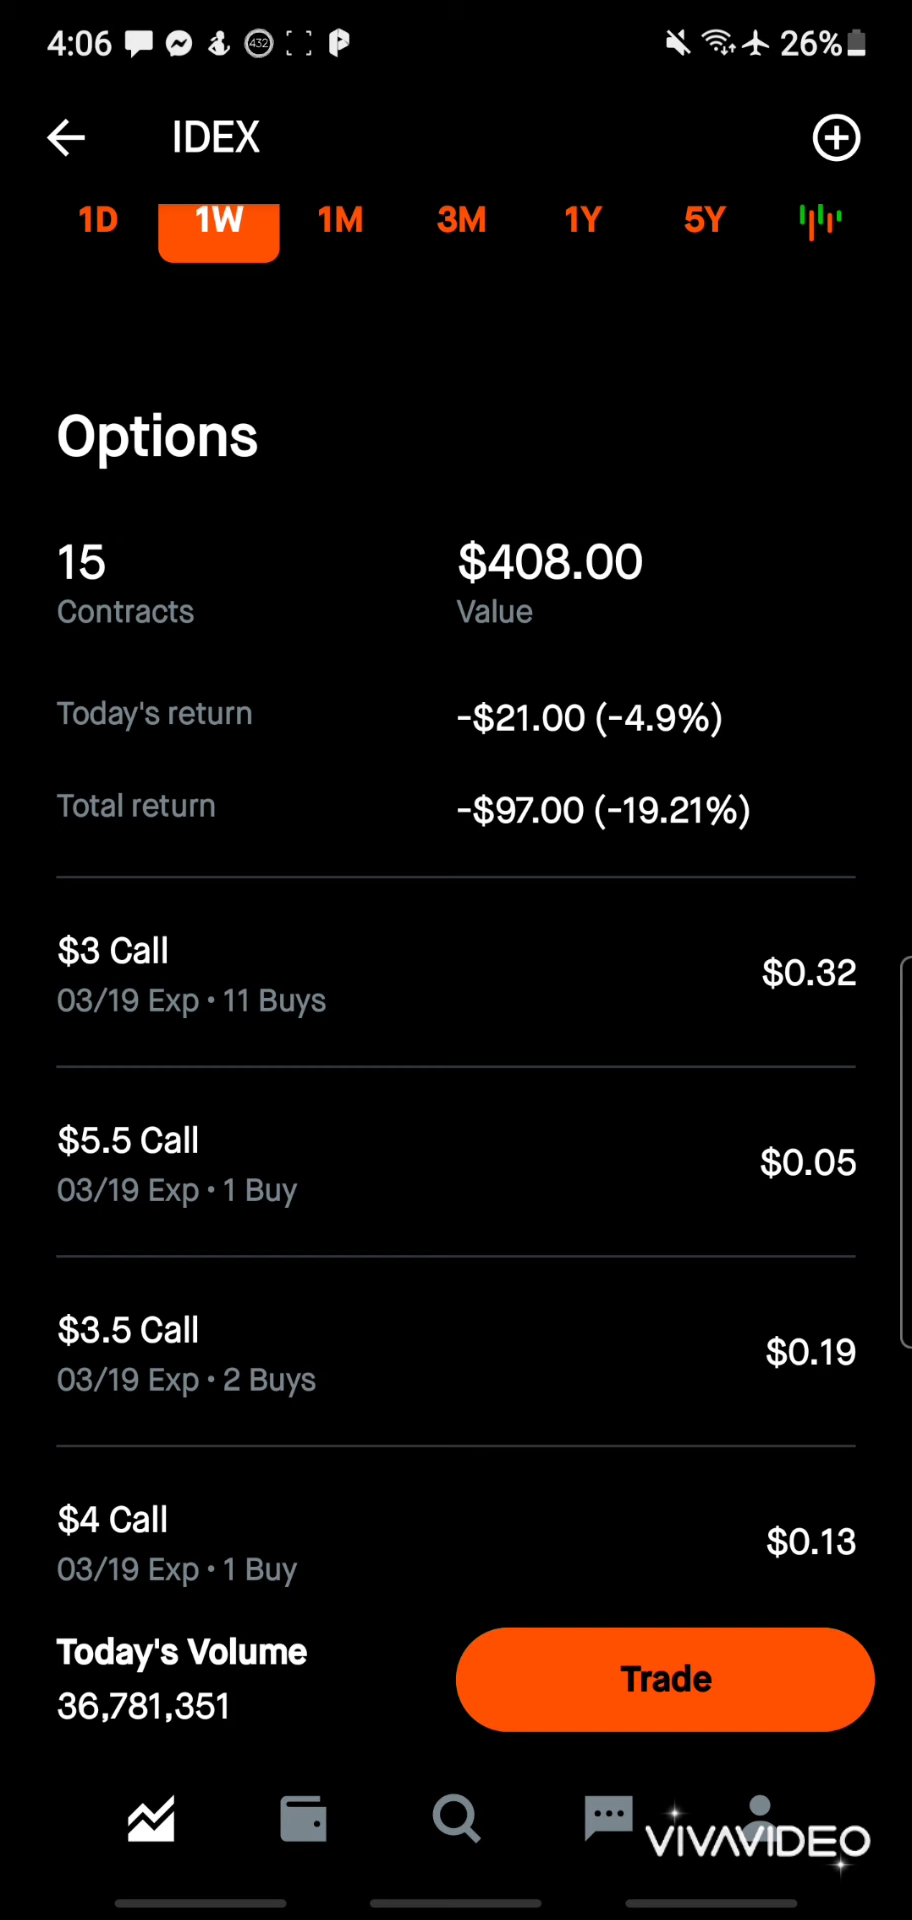 4:06 432 26%
IDEX
1D 1W 1M 3M 1Y 5Y
Options
15 $408.00
Contracts Value
Today's return -$21.00 (-4.9%)
Total return -$97.00 (-19.21%)
$3 Call
$0.32
03/19 Exp • 11 Buys
$5.5 Call
$0.05
03/19 Exp • 1 Buy
$3.5 Call
$0.19
03/19 Exp • 2 Buys
$4 Call
$0.13
03/19 Exp • 1 Buy
Today's Volume
Trade
36,781,351
VIVAVIDEO